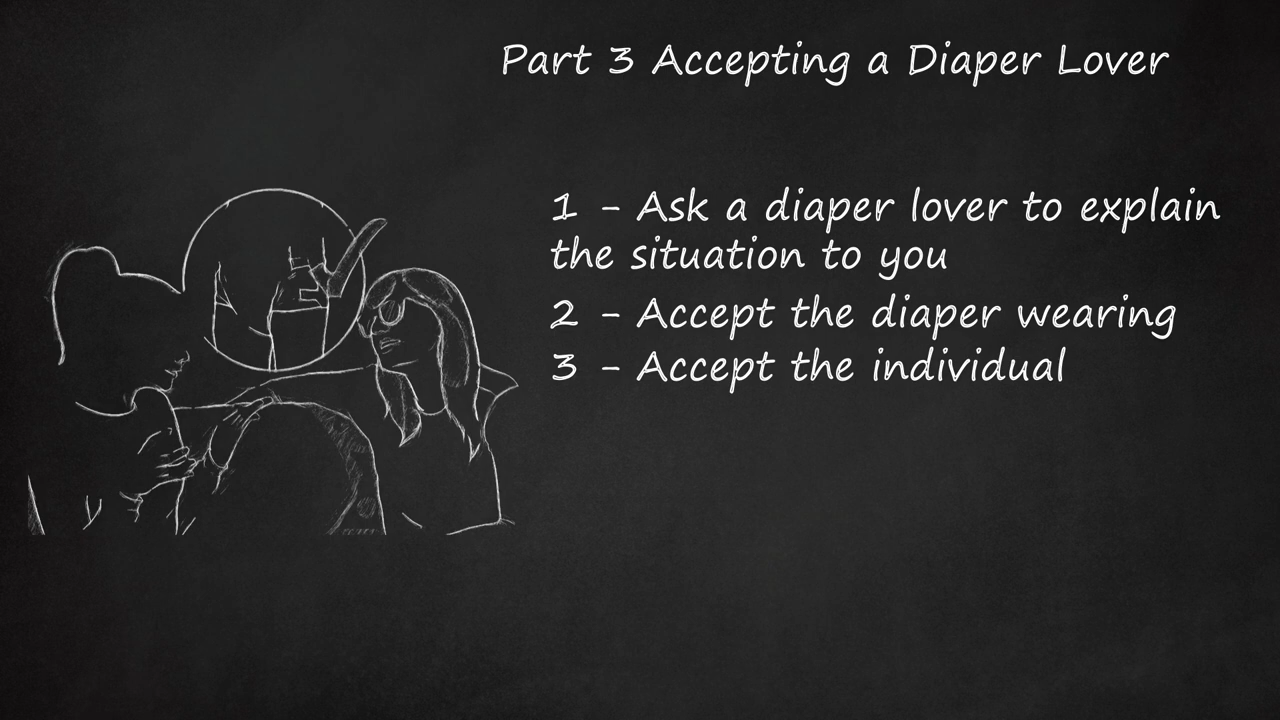 Part 3 Accepting a Diaper Lover
1 - Ask a diaper lover to explain
the situation to you
2 - Accept the diaper wearing
3 - Accept the individual